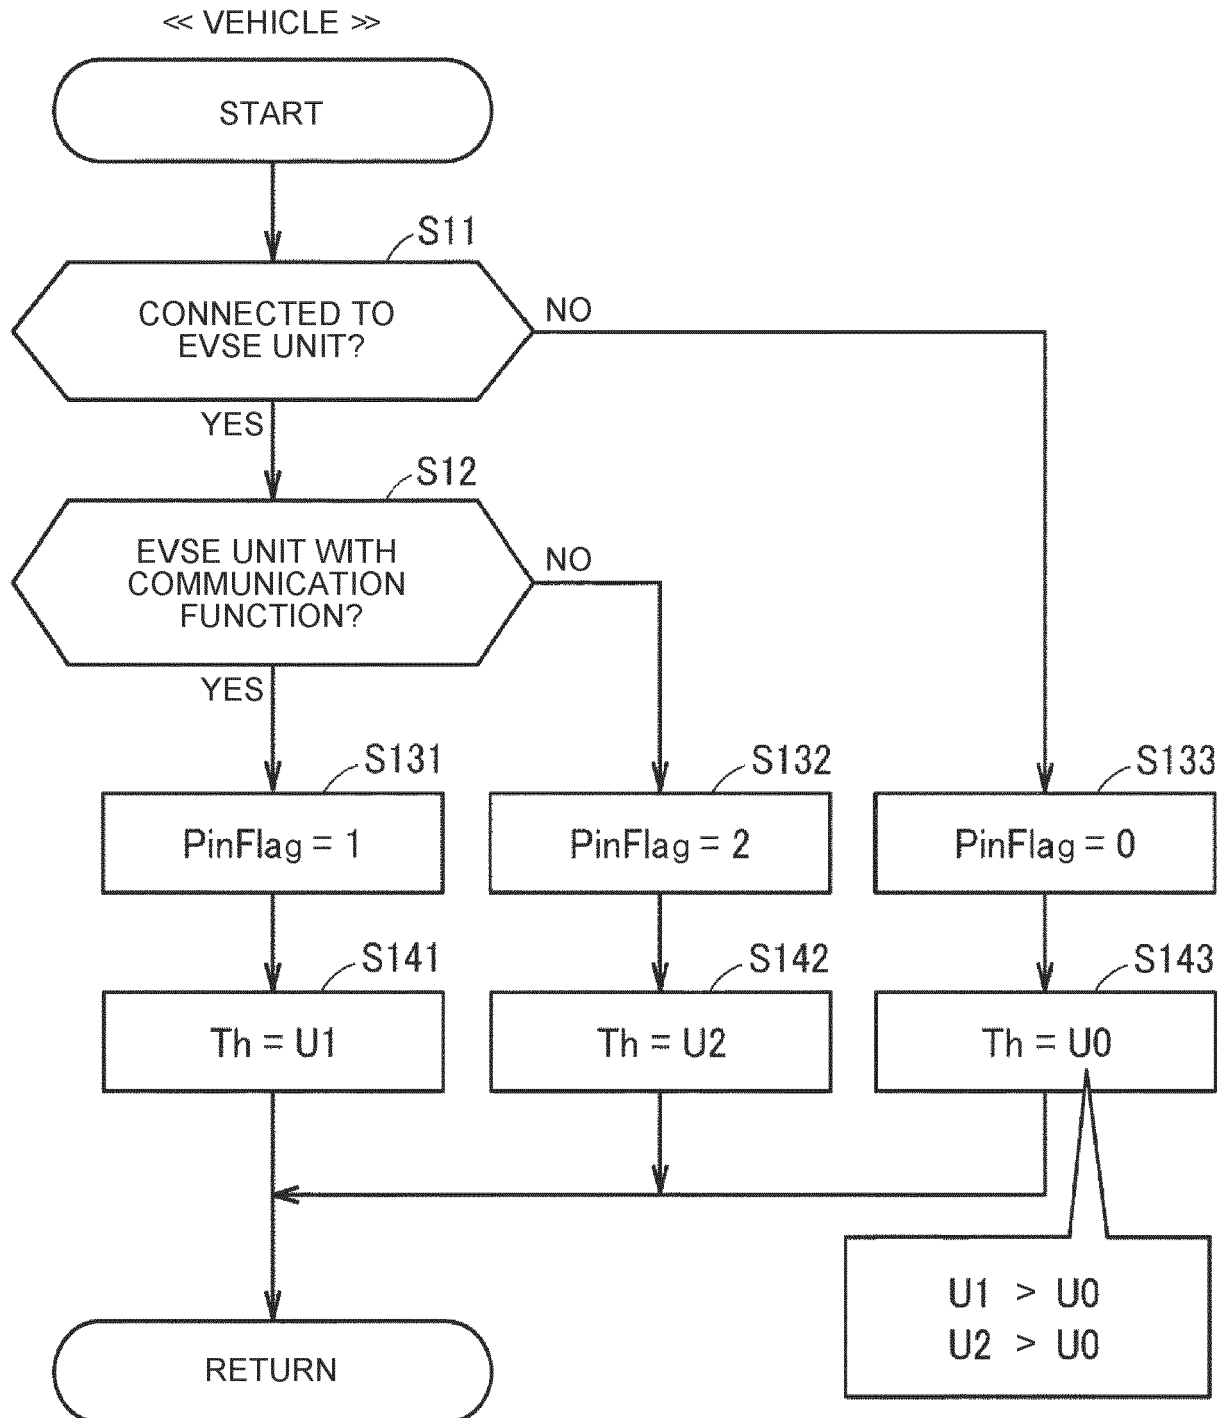 << VEHICLE >>
START
S11
CONNECTED TO
EVSE UNIT?
NO
YES
S12
EVSE UNIT WITH
COMMUNICATION
FUNCTION?
NO
YES
S131
S132
S133
PinFlag = 1
PinFlag = 2
PinFlag = 0
S141
S142
S143
Th = U1
Th = U2
Th = U0
U1 > U0
U2 > U0
RETURN